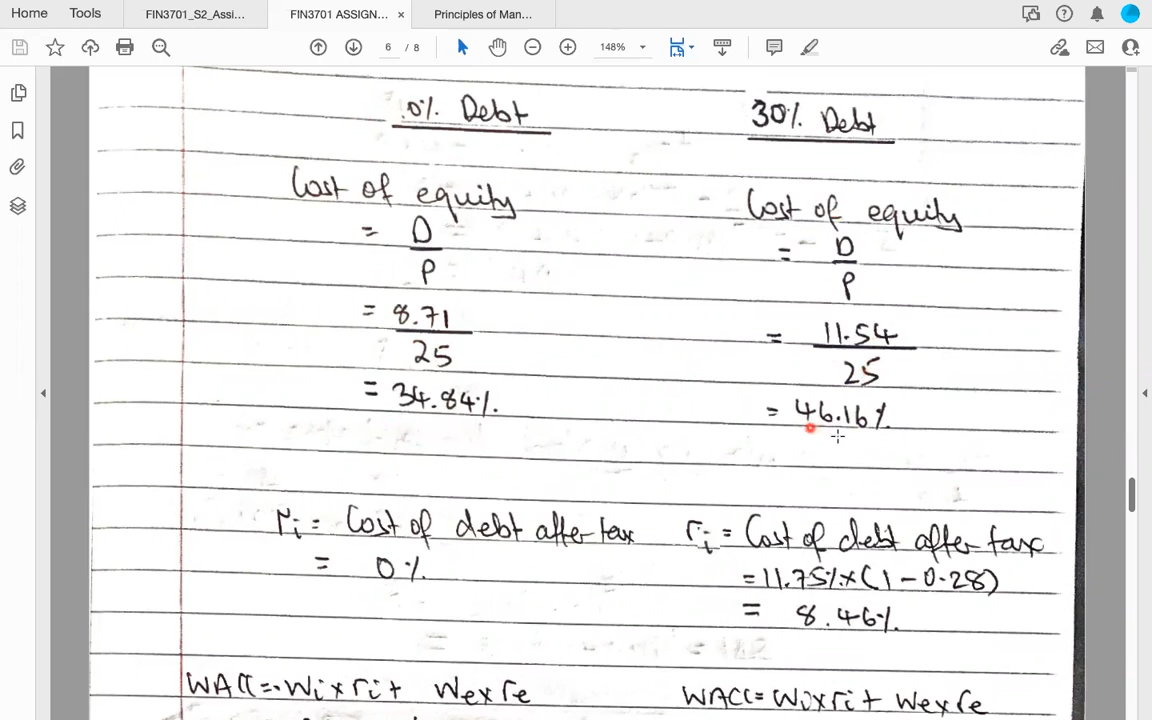 Home Tools FIN3701_S2_Assi... FIN3701 ASSIGN... × Principles of Man...
6 / 8 148%
0% Debt
30% Debt
Cost of equity
= D
P
= 8.71
25
= 34.84%
Cost of equity
= D
P
= 11.54
25
= 46.16%
ri = Cost of debt after tax
= 0%
ri = Cost of debt after tax
= 11.75% x (1 - 0.28)
= 8.46%
WACC = Wi x ri + We x re
WACC = Wi x ri + We x re